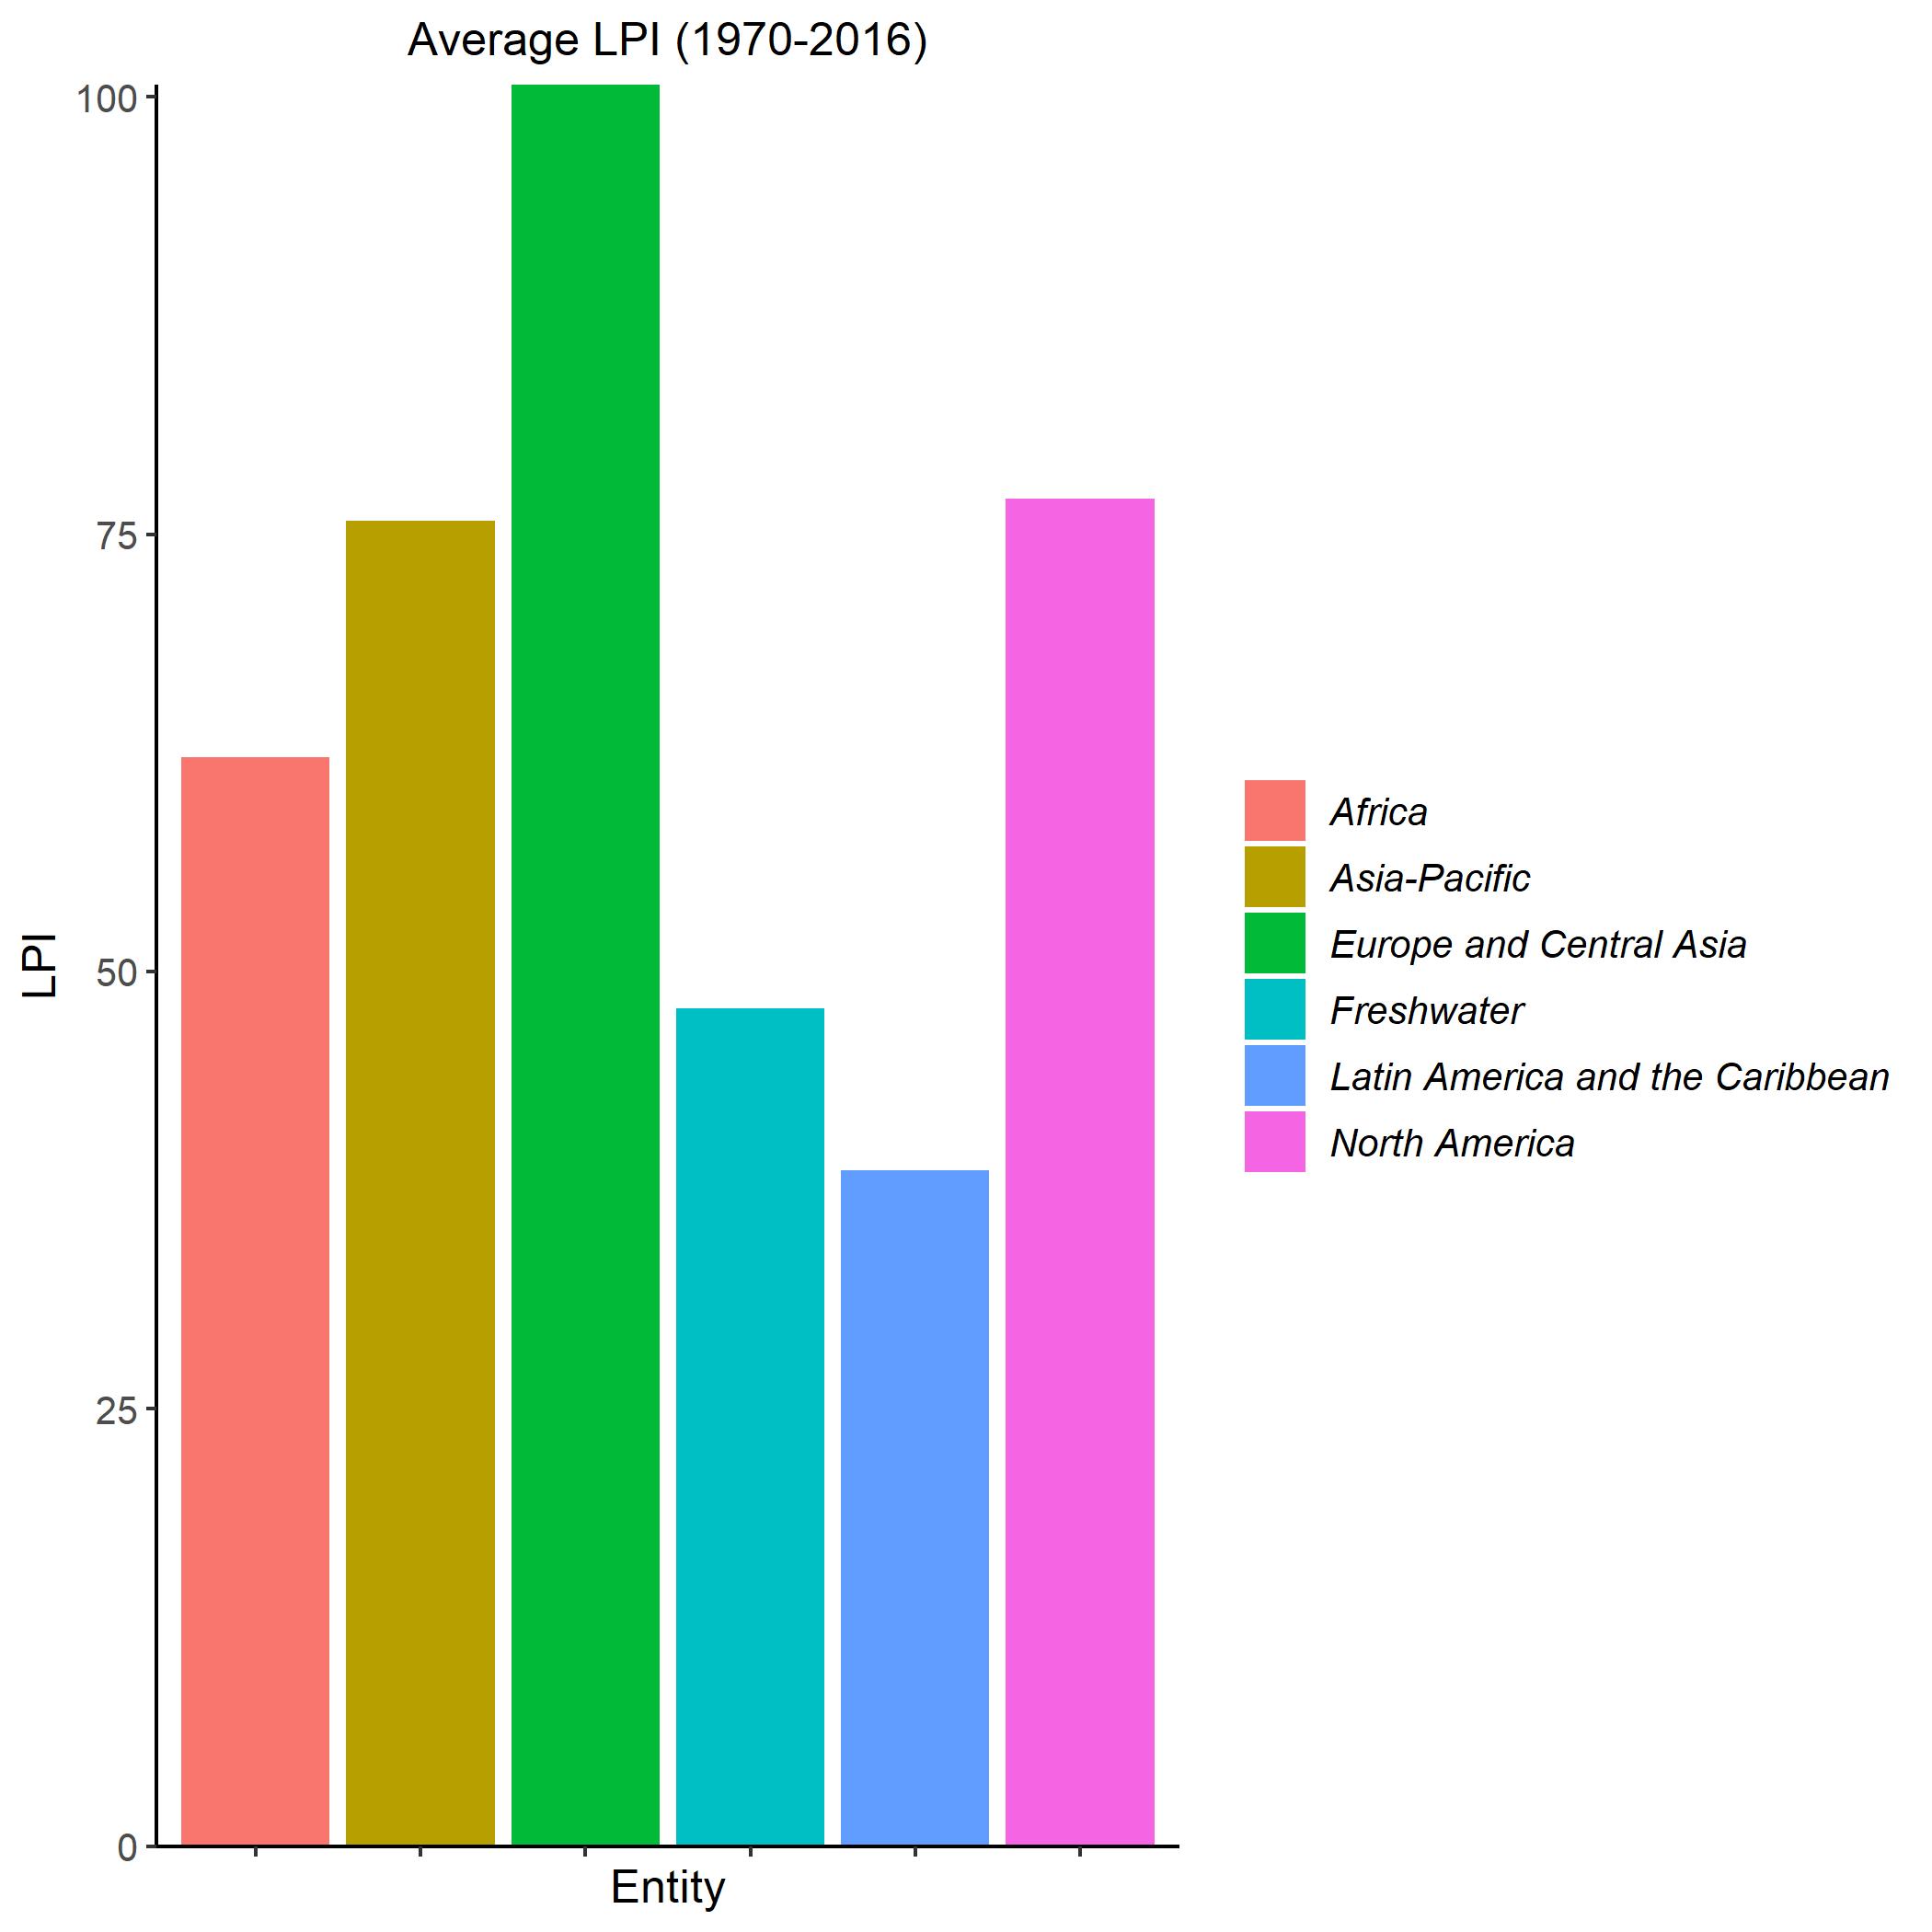 Average LPI (1970-2016)
100
75
50
25
0
LPI
Entity
Africa
Asia-Pacific
Europe and Central Asia
Freshwater
Latin America and the Caribbean
North America